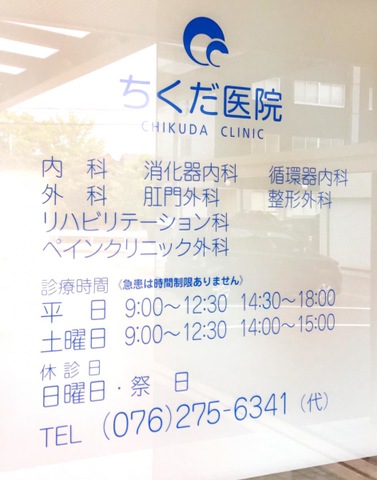 ちくだ医院
CHIKUDA CLINIC
内 科 消化器内科 循環器内科
外 科 肛門外科 整形外科
リハビリテーション科
ペインクリニック外科
診療時間 (急患は時間制限ありません)
平 日 9:00〜12:30 14:30〜18:00
土曜日 9:00〜12:30 14:00〜15:00
休診日
日曜日・祭 日
TEL (076)275-6341(代)